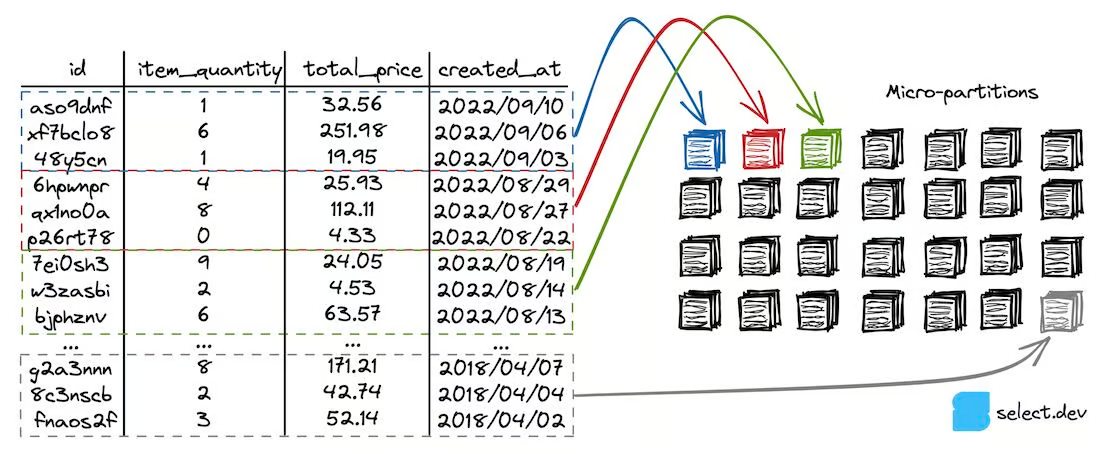 id item_quantity total_price created_at
aso9dnf 1 32.56 2022/09/10
xf7bclo8 6 251.98 2022/09/06
48y5cn 1 19.95 2022/09/03
6hpwnpr 4 25.93 2022/08/29
qx1no0a 8 112.11 2022/08/27
p26rt78 0 4.33 2022/08/22
7ei0sh3 9 24.05 2022/08/19
w3zasbi 2 4.53 2022/08/14
bjphznv 6 63.57 2022/08/13
... ... ... ...
g2a3nnn 8 171.21 2018/04/07
8c3nscb 2 42.74 2018/04/04
fnaos2f 3 52.14 2018/04/02
Micro-partitions
select.dev